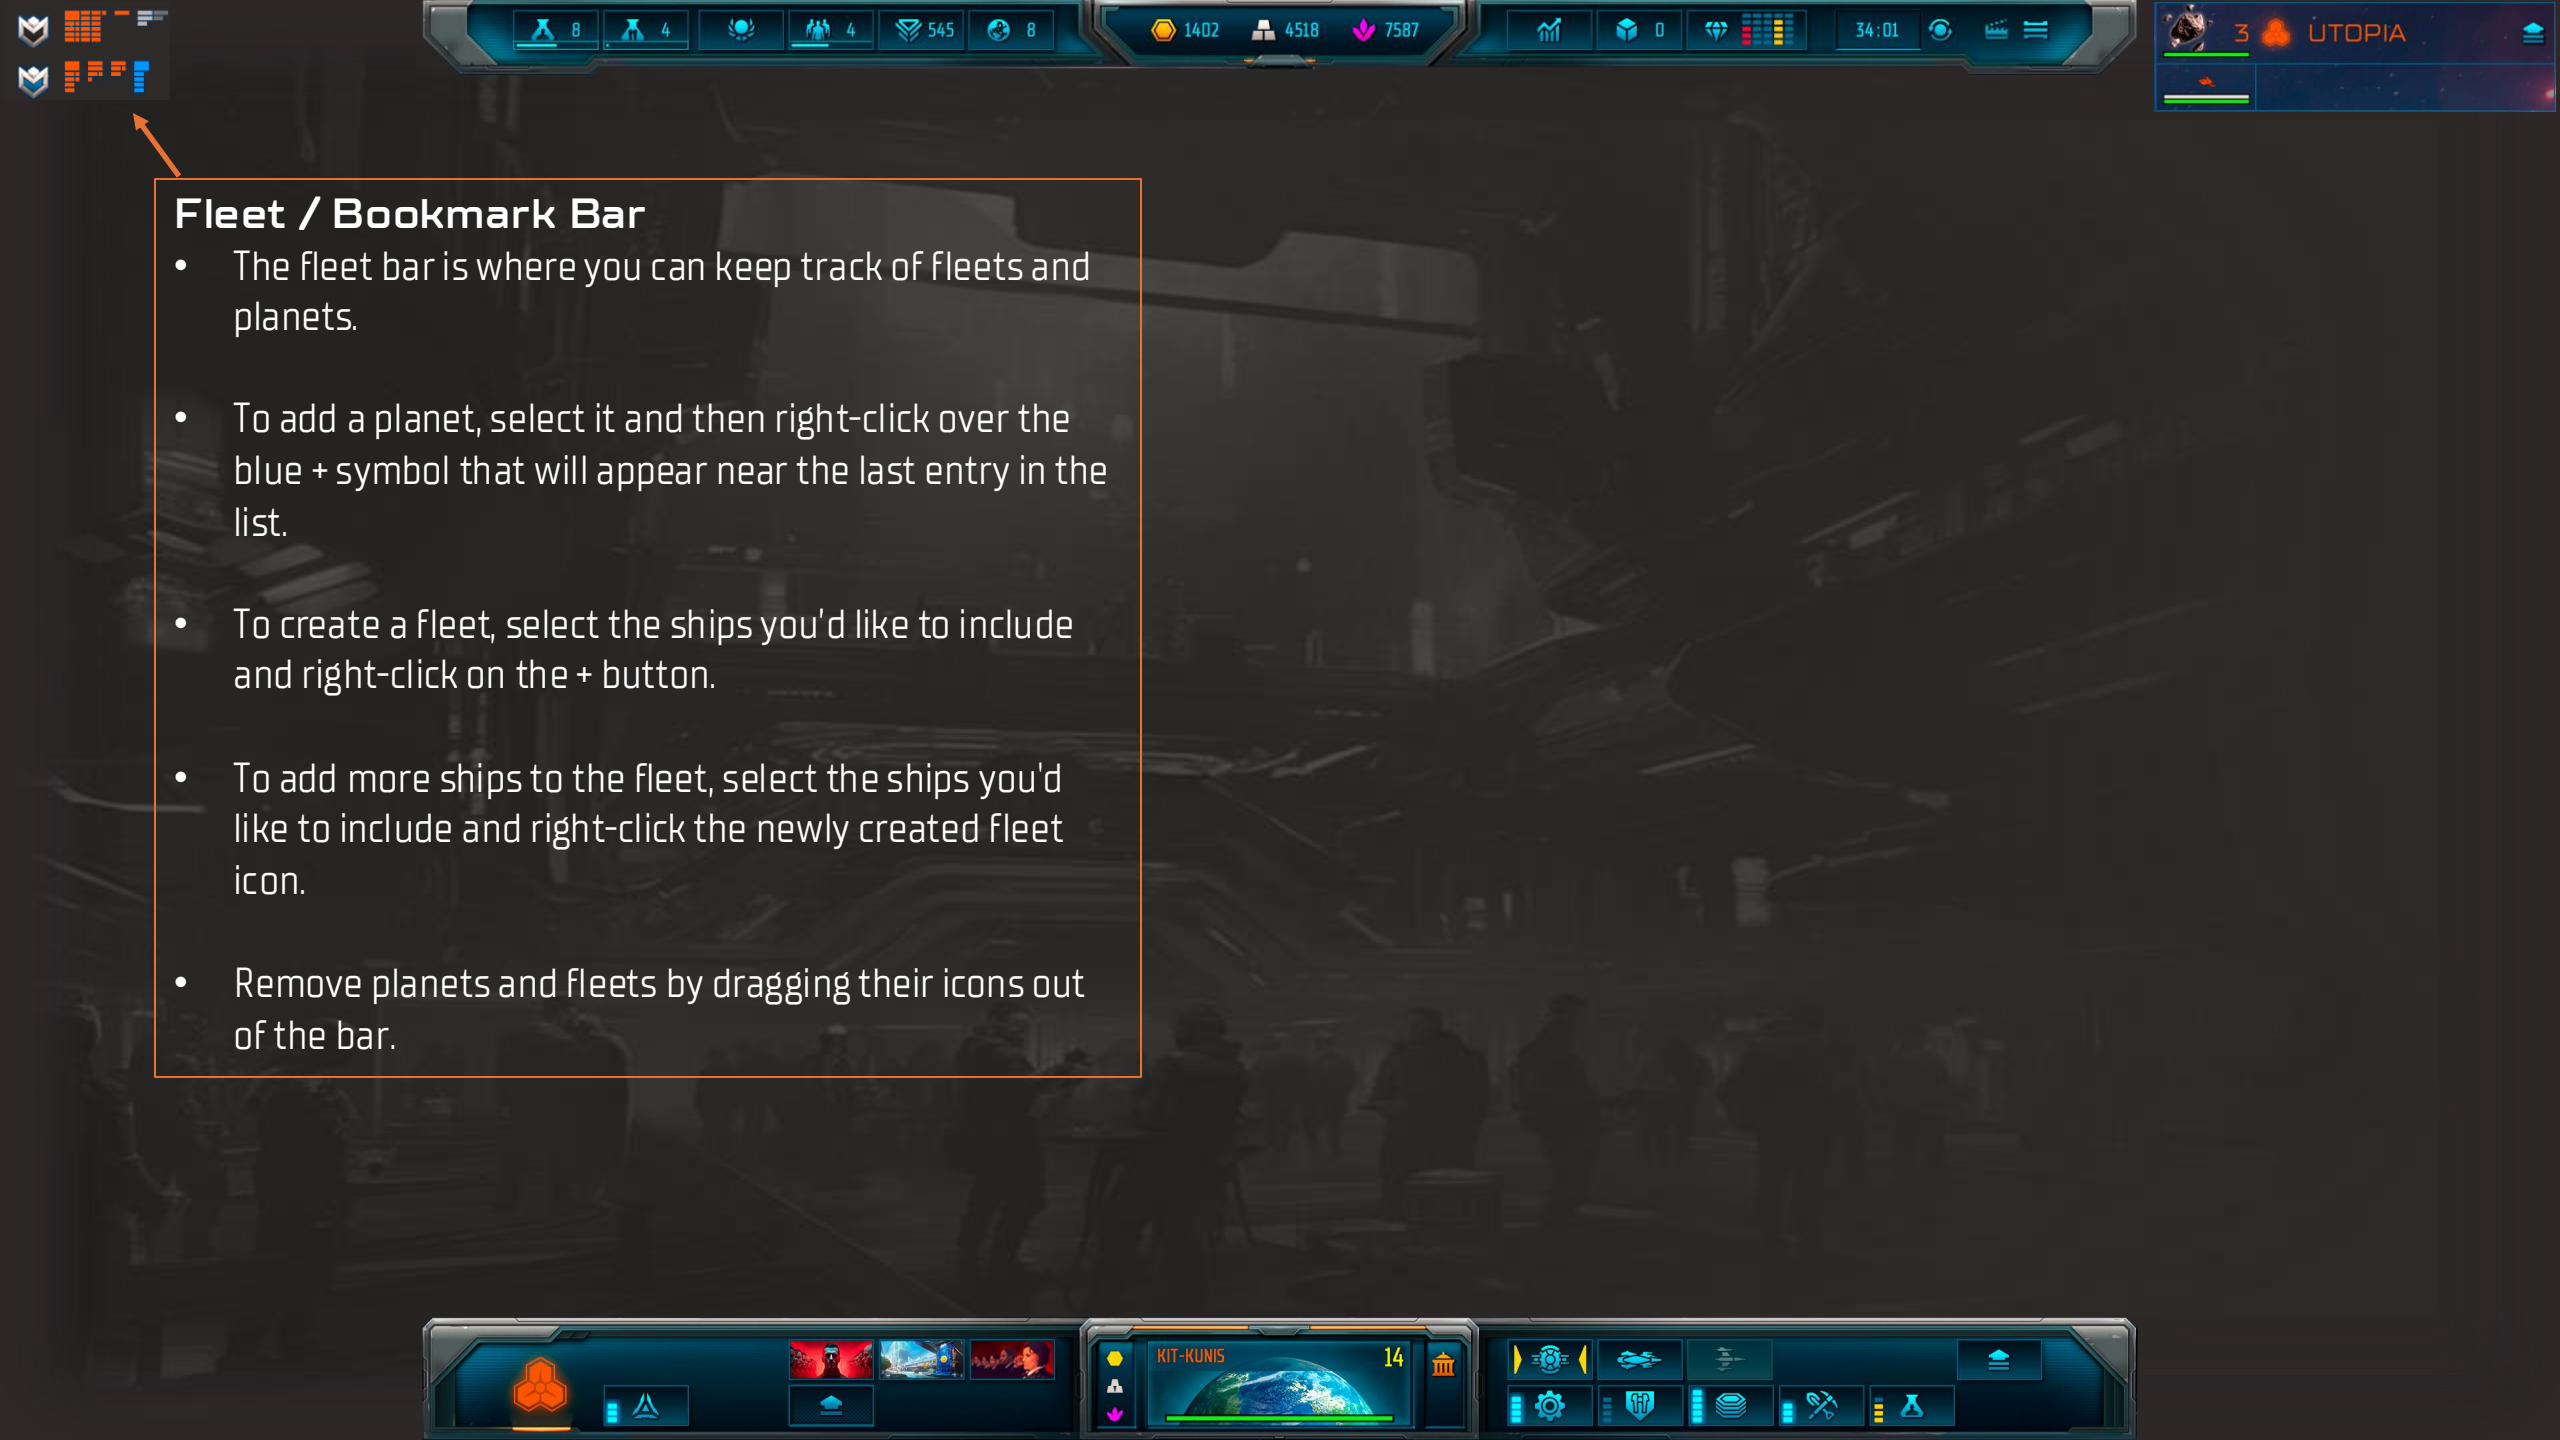 8
4
4
545
8
1402
4518
7587
0
34:01
3
UTOPIA
Fleet / Bookmark Bar
• The fleet bar is where you can keep track of fleets and
planets.
• To add a planet, select it and then right-click over the
blue + symbol that will appear near the last entry in the
list.
• To create a fleet, select the ships you'd like to include
and right-click on the + button.
• To add more ships to the fleet, select the ships you'd
like to include and right-click the newly created fleet
icon.
• Remove planets and fleets by dragging their icons out
of the bar.
KIT-KUNIS
14